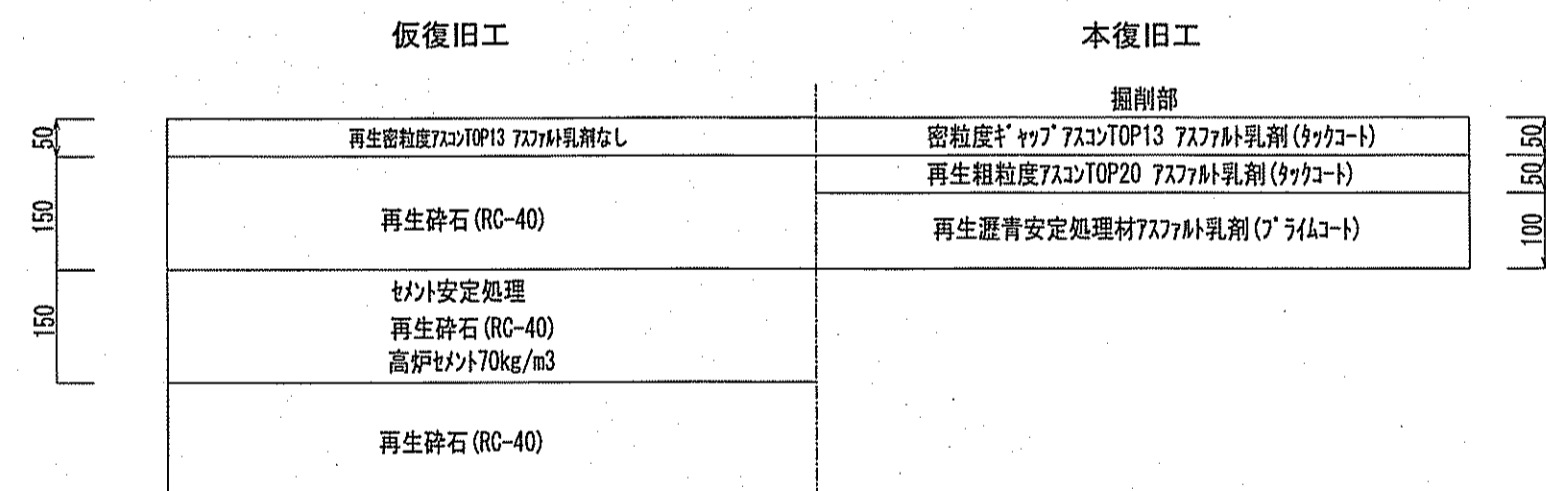 仮復旧工
本復旧工
掘削部
50
再生密粒度アスコンTOP13 アスファルト乳剤なし
密粒度ギャップアスコンTOP13 アスファルト乳剤(タックコート)
50
再生粗粒度アスコンTOP20 アスファルト乳剤(タックコート)
50
150
再生砕石(RC-40)
再生瀝青安定処理材アスファルト乳剤(プライムコート)
100
150
セメント安定処理
再生砕石(RC-40)
高炉セメント70kg/m3
再生砕石(RC-40)